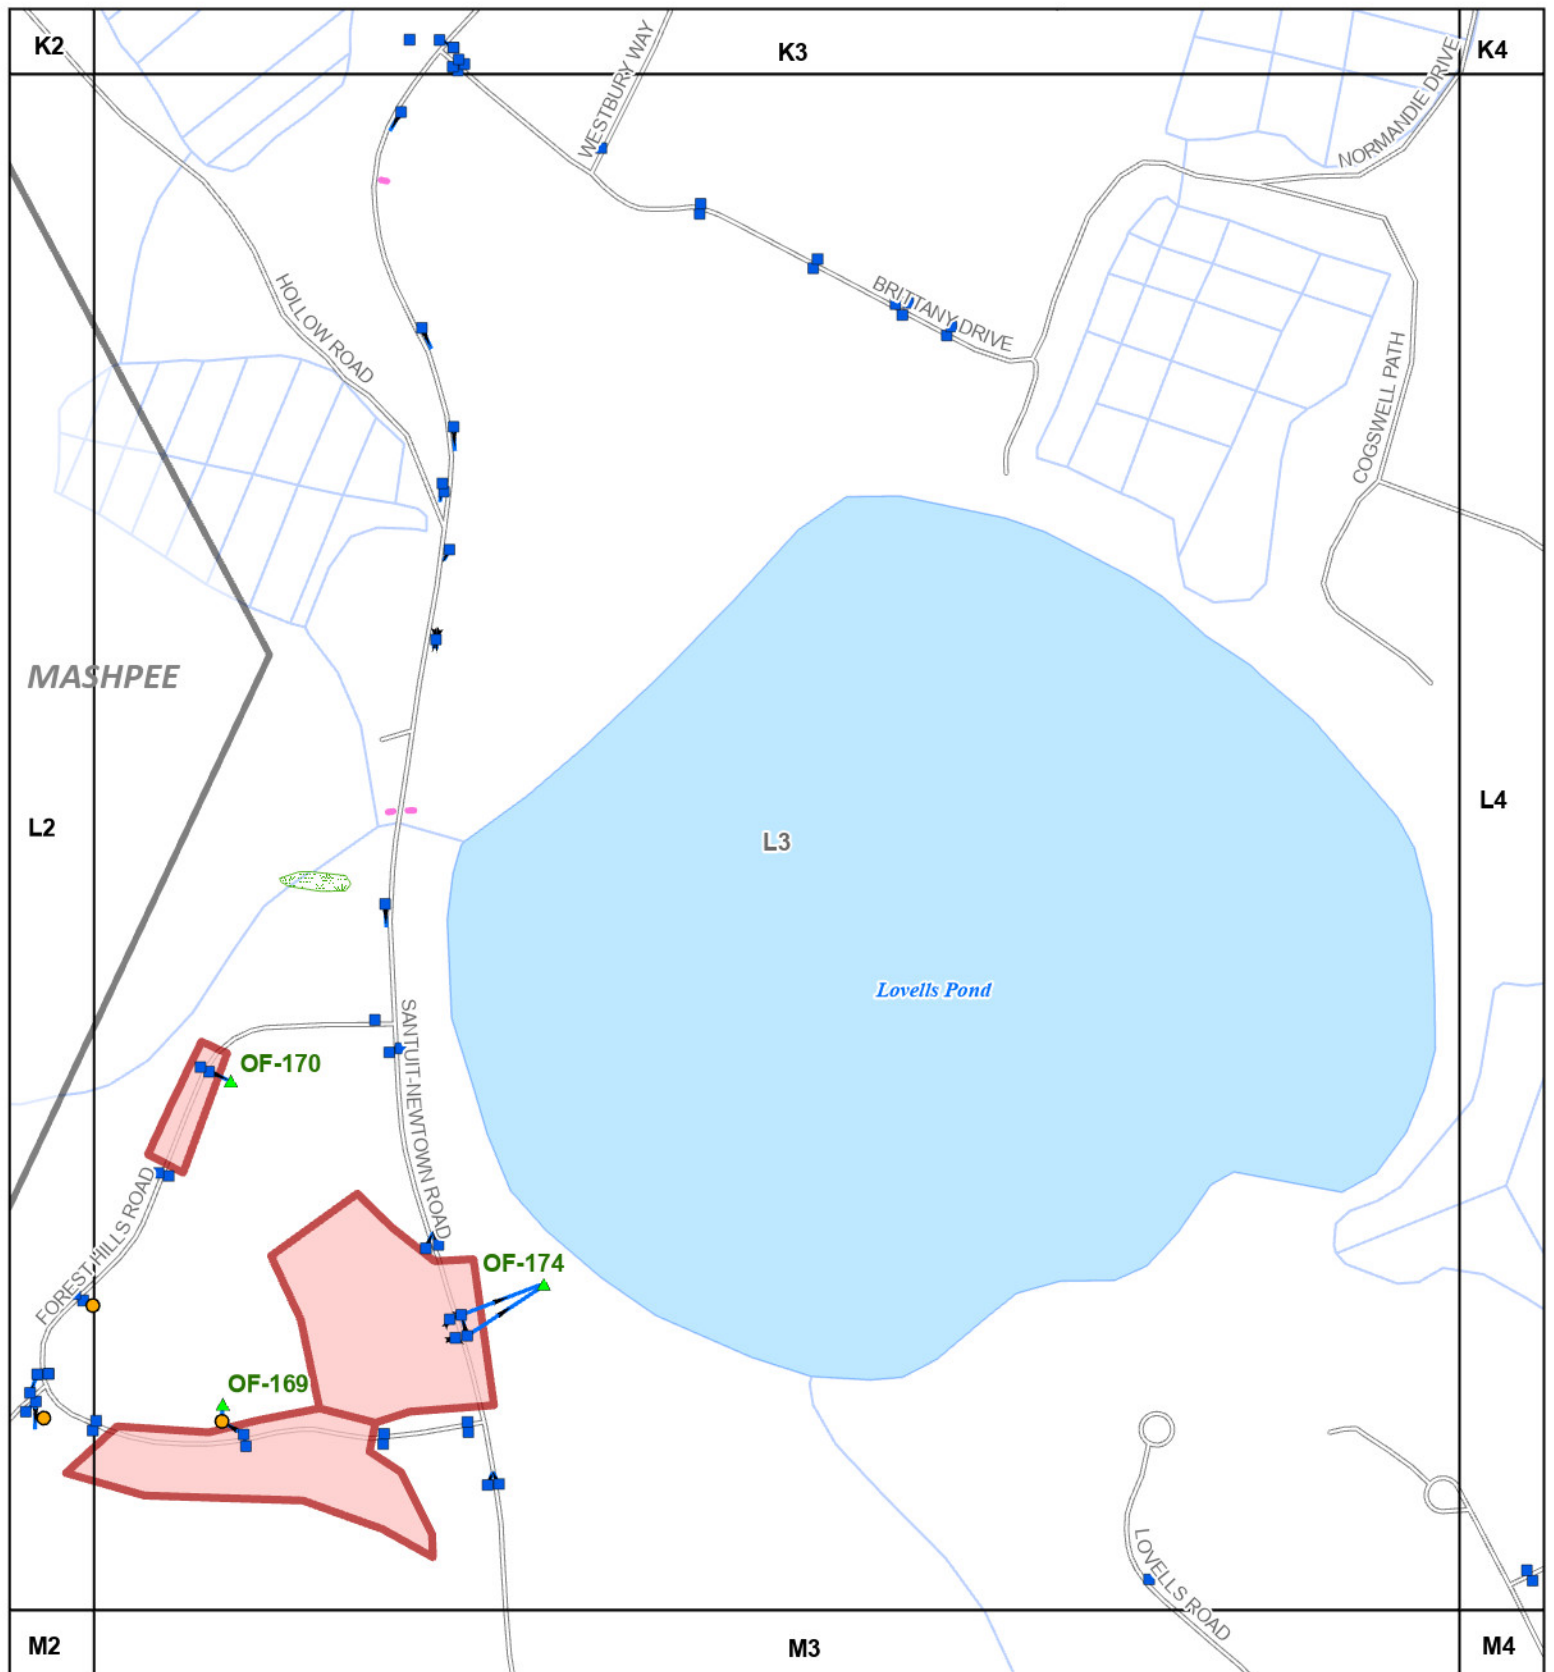 K2
K3
K4
WESTBURY WAY
NORMANDIE DRIVE
HOLLOW ROAD
BRITTANY DRIVE
COGSWELL PATH
MASHPEE
L2
L3
L4
Lovells Pond
SANTUIT-NEWTOWN ROAD
OF-170
FOREST HILLS ROAD
OF-174
OF-169
LOVELLS ROAD
M2
M3
M4